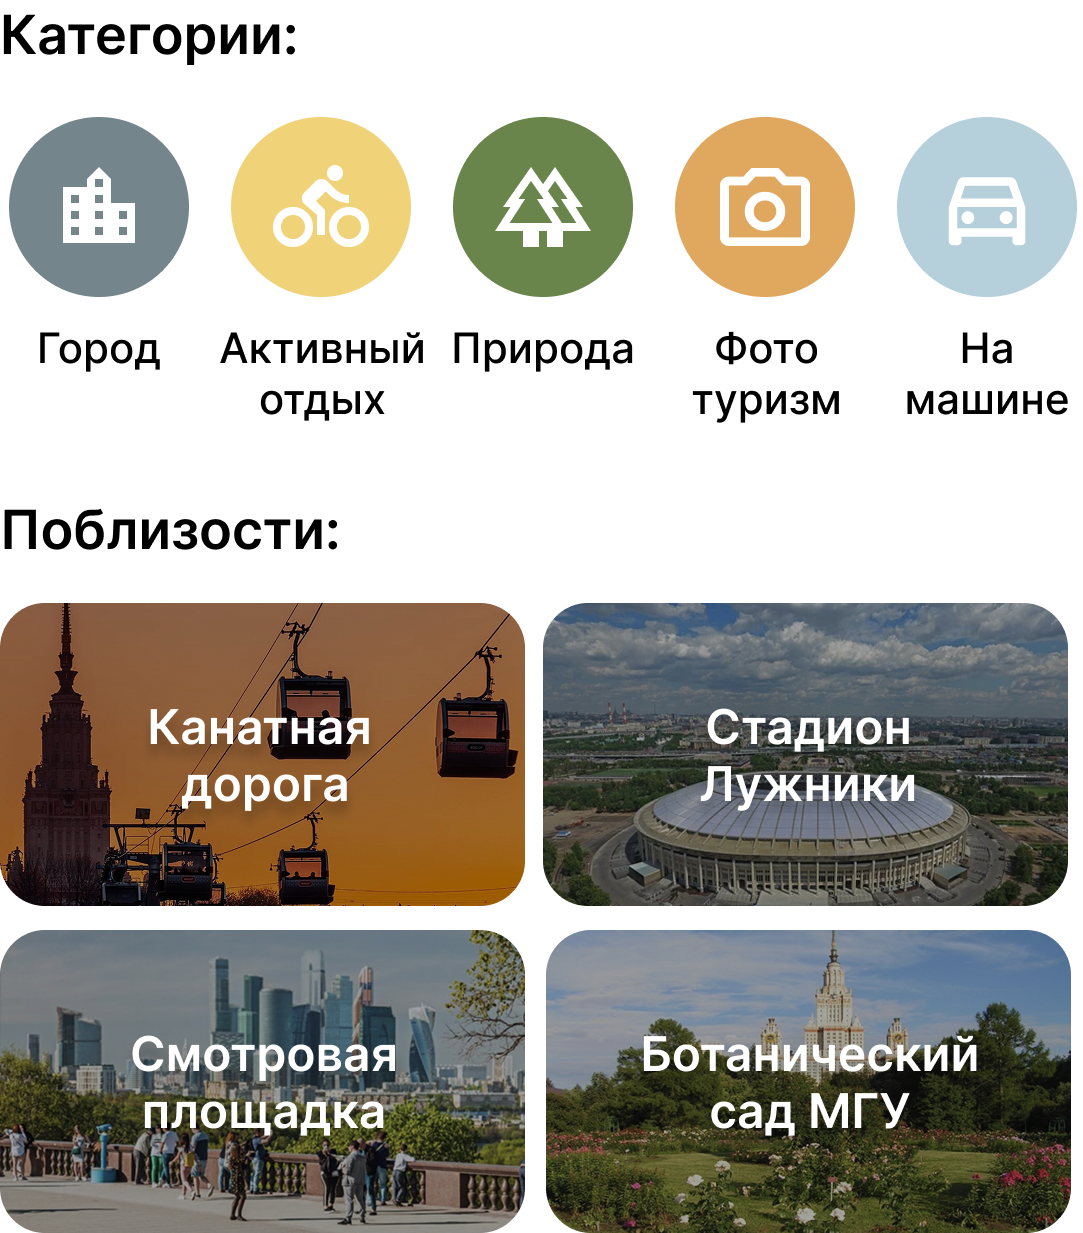 Категории:
Город
Активный
отдых
Природа
Фото
туризм
На
машине
Поблизости:
Канатная
дорога
Стадион
Лужники
Смотровая
площадка
Ботанический
сад МГУ